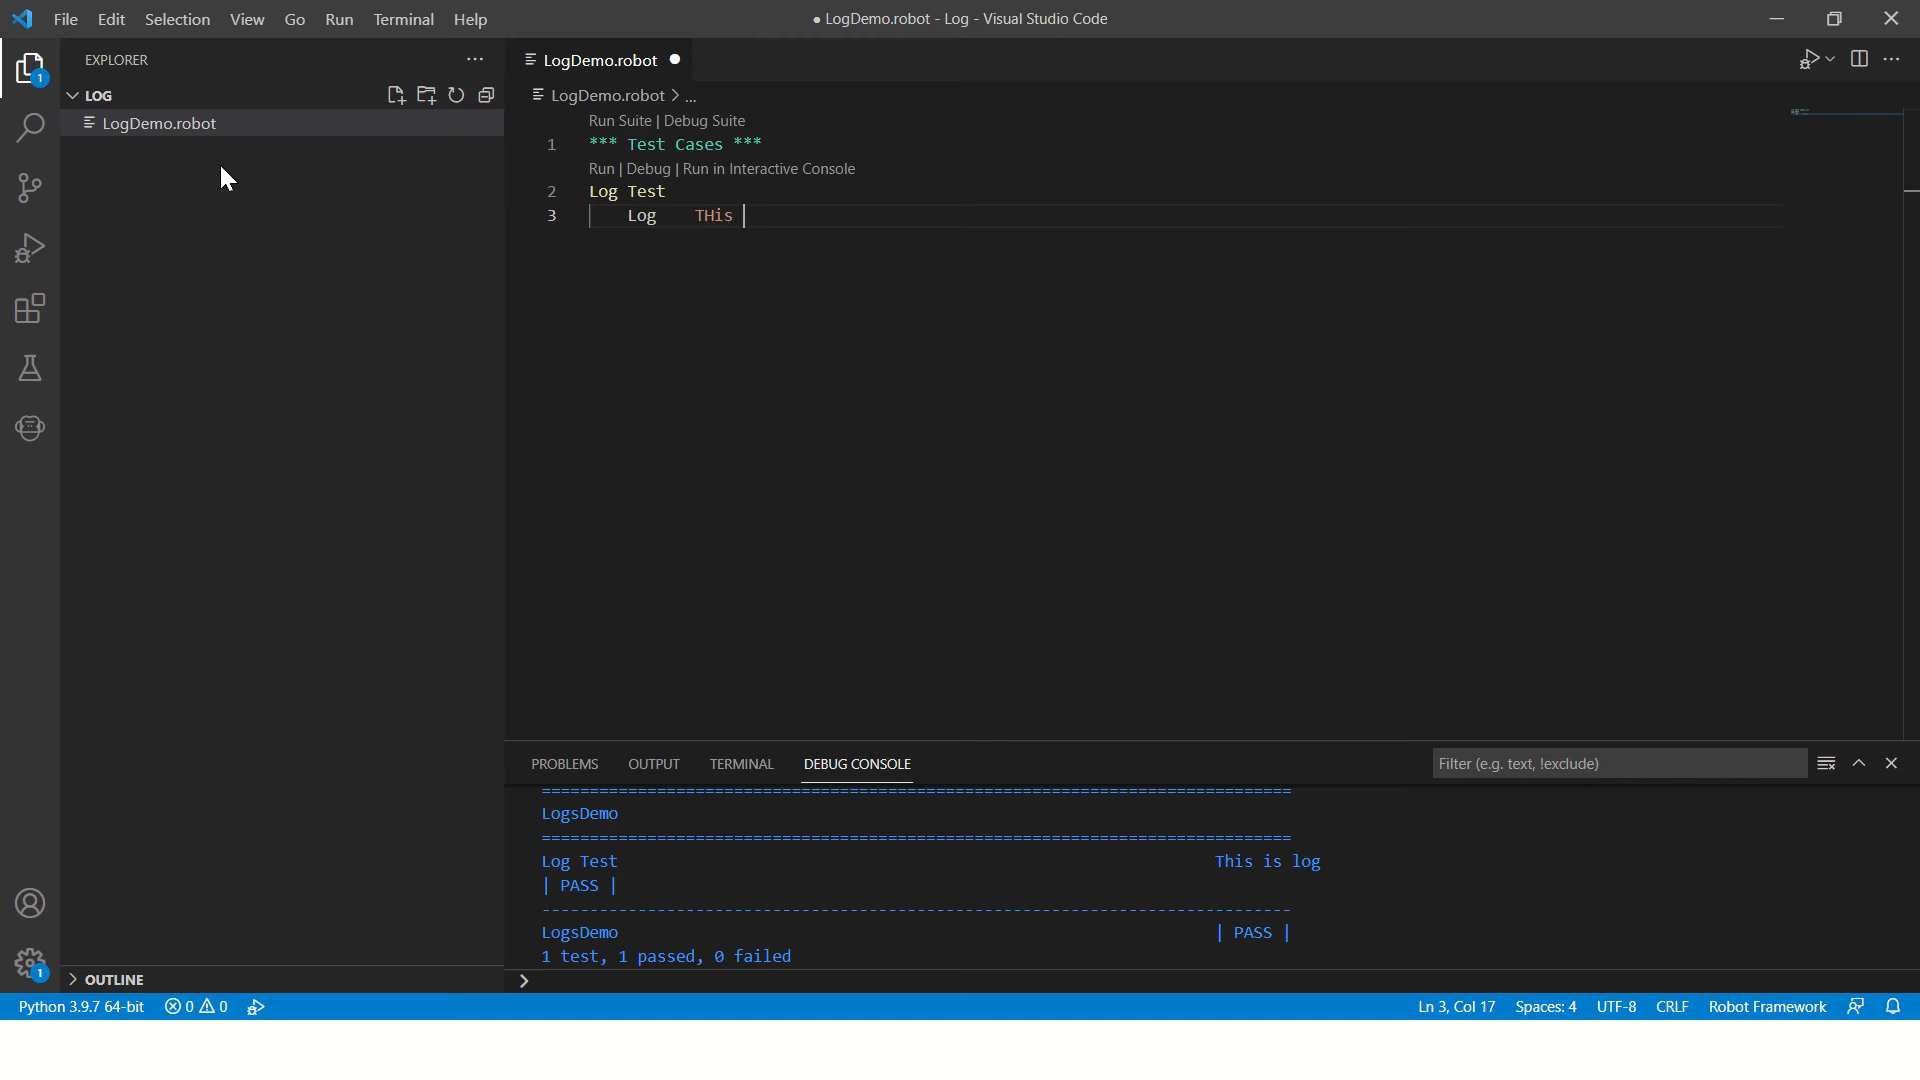 File Edit Selection View Go Run Terminal Help
● LogDemo.robot - Log - Visual Studio Code
EXPLORER
LogDemo.robot
LOG
LogDemo.robot > ...
LogDemo.robot
Run Suite | Debug Suite
1 *** Test Cases ***
Run | Debug | Run in Interactive Console
2 Log Test
3 Log    THis
1
PROBLEMS OUTPUT TERMINAL DEBUG CONSOLE
Filter (e.g. text, !exclude)
==============================================================================
LogsDemo
==============================================================================
Log Test This is log
| PASS |
------------------------------------------------------------------------------
LogsDemo | PASS |
1 test, 1 passed, 0 failed
1
OUTLINE
Python 3.9.7 64-bit 0 0 Ln 3, Col 17 Spaces: 4 UTF-8 CRLF Robot Framework